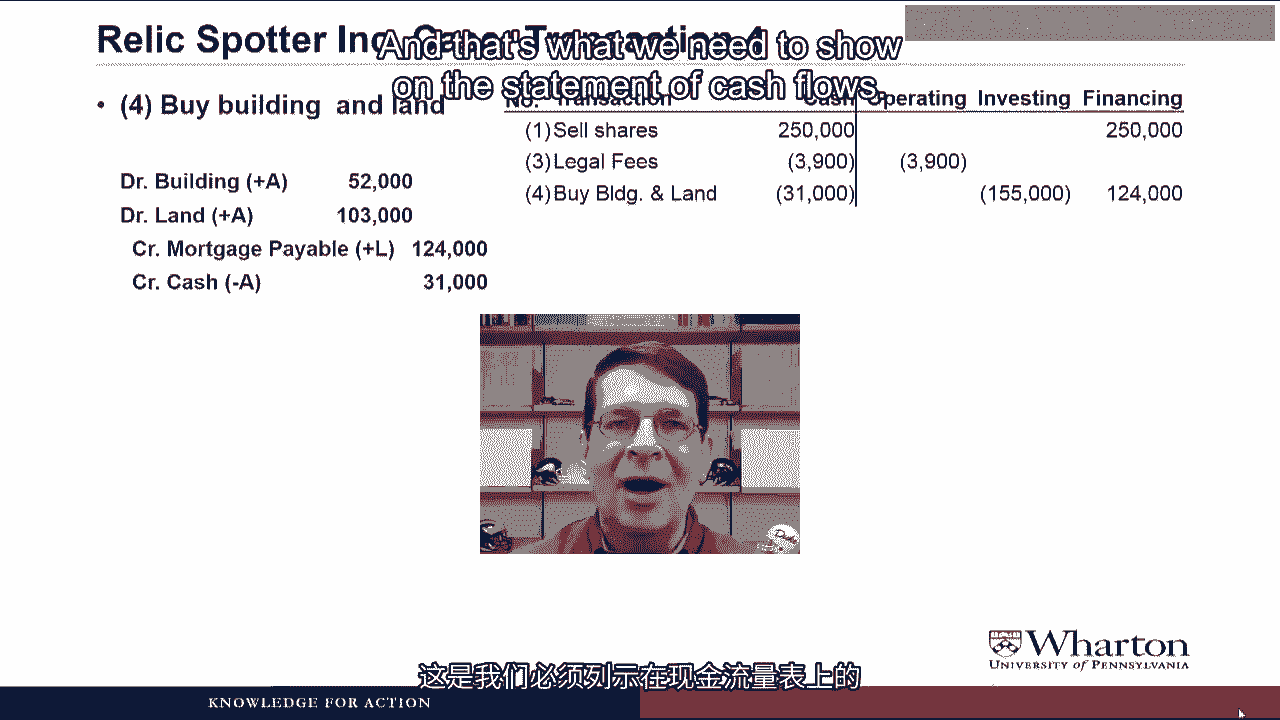 Relic Spotter Inc. Case: Transaction 4
And that's what we need to show
on the statement of cash flows.
• (4) Buy building and land
Dr. Building (+A) 52,000
Dr. Land (+A) 103,000
Cr. Mortgage Payable (+L) 124,000
Cr. Cash (-A) 31,000
No. Transaction Cash Operating Investing Financing
(1) Sell shares 250,000 250,000
(3) Legal Fees (3,900) (3,900)
(4) Buy Bldg. & Land (31,000) (155,000) 124,000
Duke
Wharton
UNIVERSITY of PENNSYLVANIA
这是我们必须列示在现金流量表上的
KNOWLEDGE FOR ACTION